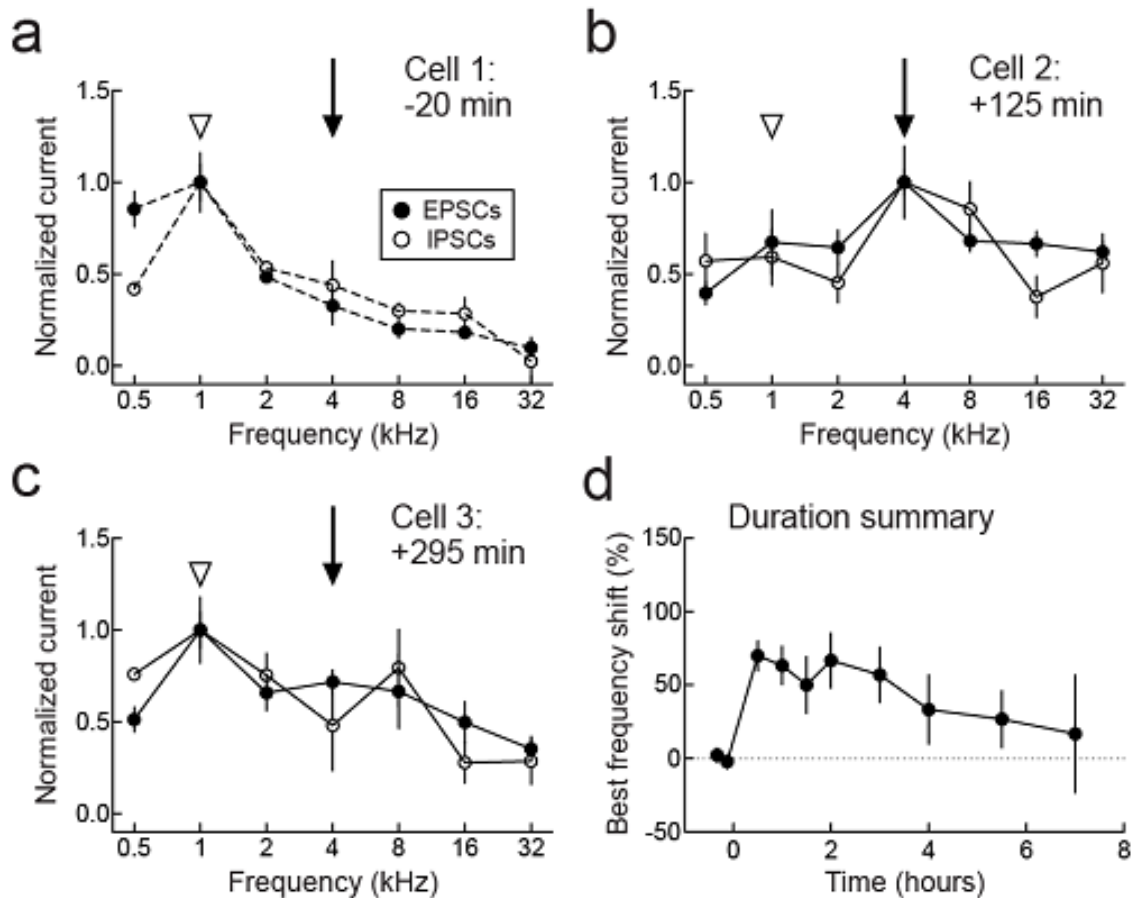 a
Cell 1:
-20 min
1.5
1.0
0.5
0.0
Normalized current
EPSCs
IPSCs
0.5 1 2 4 8 16 32
Frequency (kHz)
b
Cell 2:
+125 min
1.5
1.0
0.5
0.0
Normalized current
0.5 1 2 4 8 16 32
Frequency (kHz)
c
Cell 3:
+295 min
1.5
1.0
0.5
0.0
Normalized current
0.5 1 2 4 8 16 32
Frequency (kHz)
d
Duration summary
150
100
50
0
-50
Best frequency shift (%)
0 2 4 6 8
Time (hours)